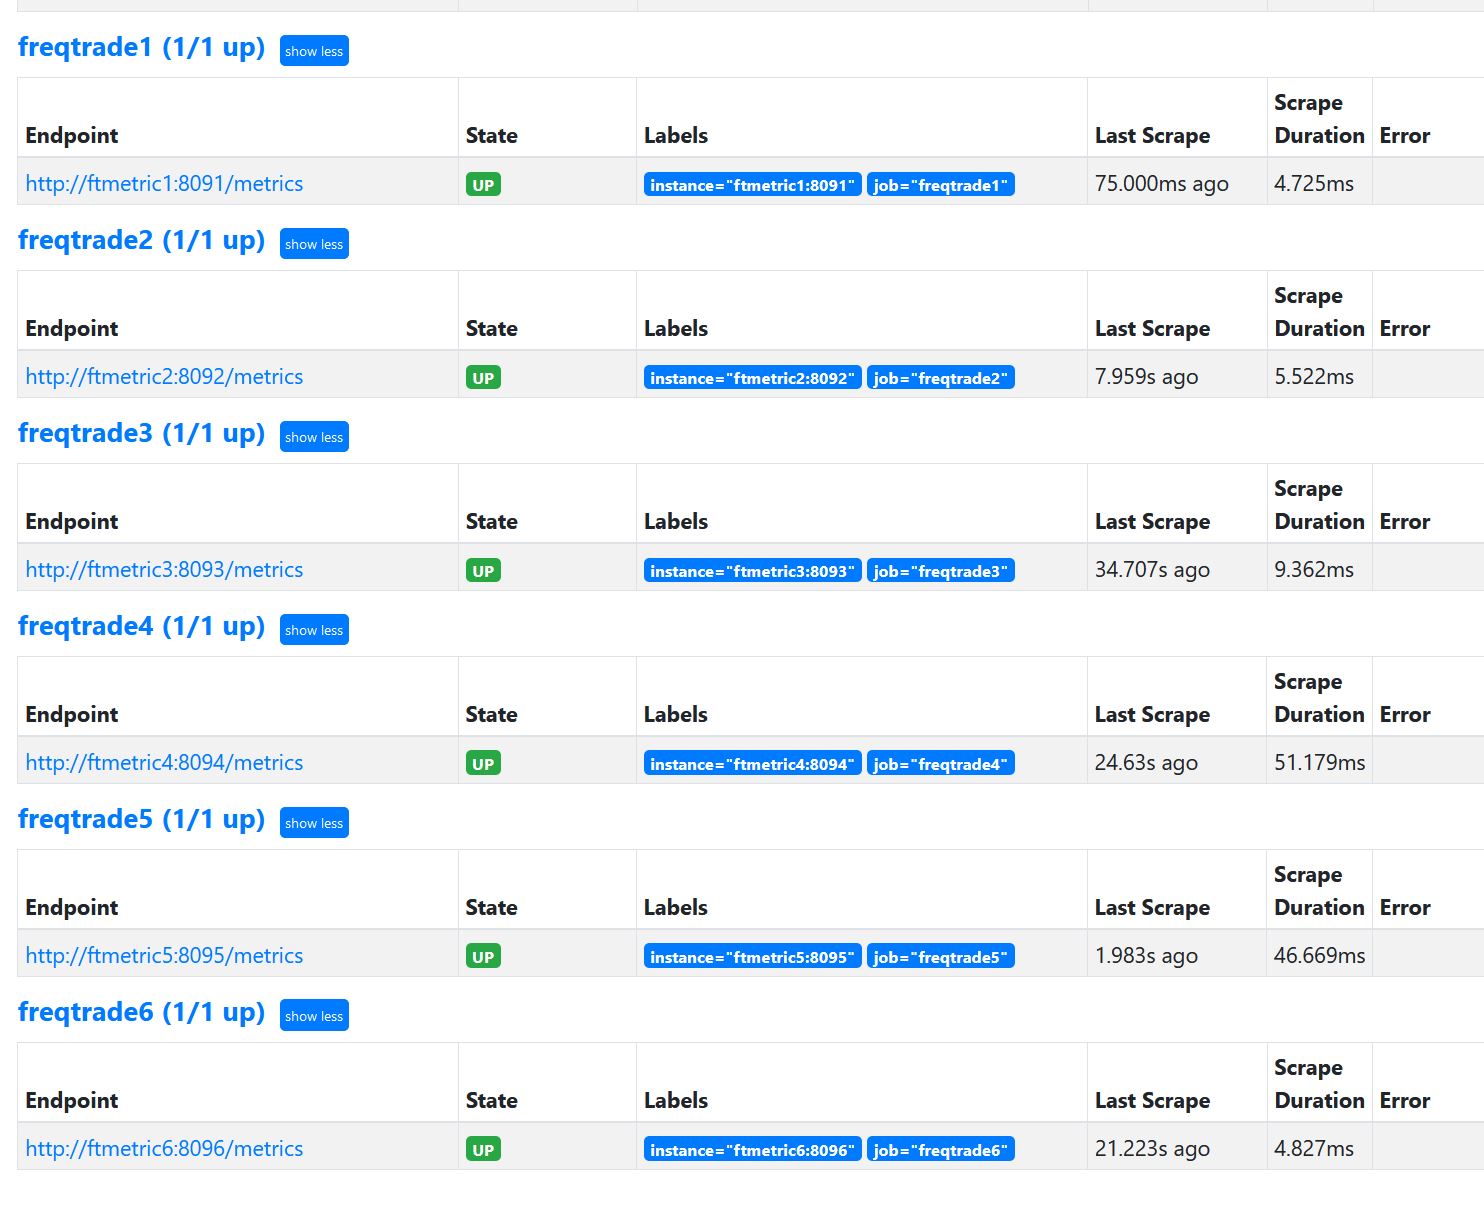 freqtrade1 (1/1 up) show less
Endpoint State Labels Last Scrape Scrape Duration Error
http://ftmetric1:8091/metrics UP instance="ftmetric1:8091" job="freqtrade1" 75.000ms ago 4.725ms
freqtrade2 (1/1 up) show less
Endpoint State Labels Last Scrape Scrape Duration Error
http://ftmetric2:8092/metrics UP instance="ftmetric2:8092" job="freqtrade2" 7.959s ago 5.522ms
freqtrade3 (1/1 up) show less
Endpoint State Labels Last Scrape Scrape Duration Error
http://ftmetric3:8093/metrics UP instance="ftmetric3:8093" job="freqtrade3" 34.707s ago 9.362ms
freqtrade4 (1/1 up) show less
Endpoint State Labels Last Scrape Scrape Duration Error
http://ftmetric4:8094/metrics UP instance="ftmetric4:8094" job="freqtrade4" 24.63s ago 51.179ms
freqtrade5 (1/1 up) show less
Endpoint State Labels Last Scrape Scrape Duration Error
http://ftmetric5:8095/metrics UP instance="ftmetric5:8095" job="freqtrade5" 1.983s ago 46.669ms
freqtrade6 (1/1 up) show less
Endpoint State Labels Last Scrape Scrape Duration Error
http://ftmetric6:8096/metrics UP instance="ftmetric6:8096" job="freqtrade6" 21.223s ago 4.827ms